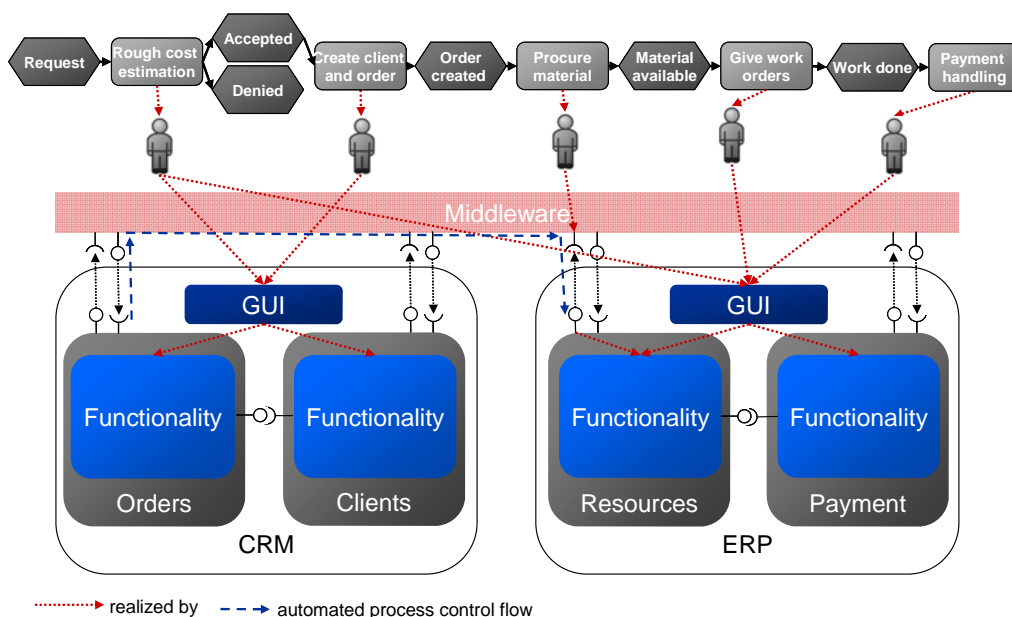 Request
Rough cost
estimation
Accepted
Denied
Create client
and order
Order
created
Procure
material
Material
available
Give work
orders
Work done
Payment
handling
Middleware
GUI
GUI
Functionality
Functionality
Functionality
Functionality
Orders
Clients
Resources
Payment
CRM
ERP
realized by
automated process control flow